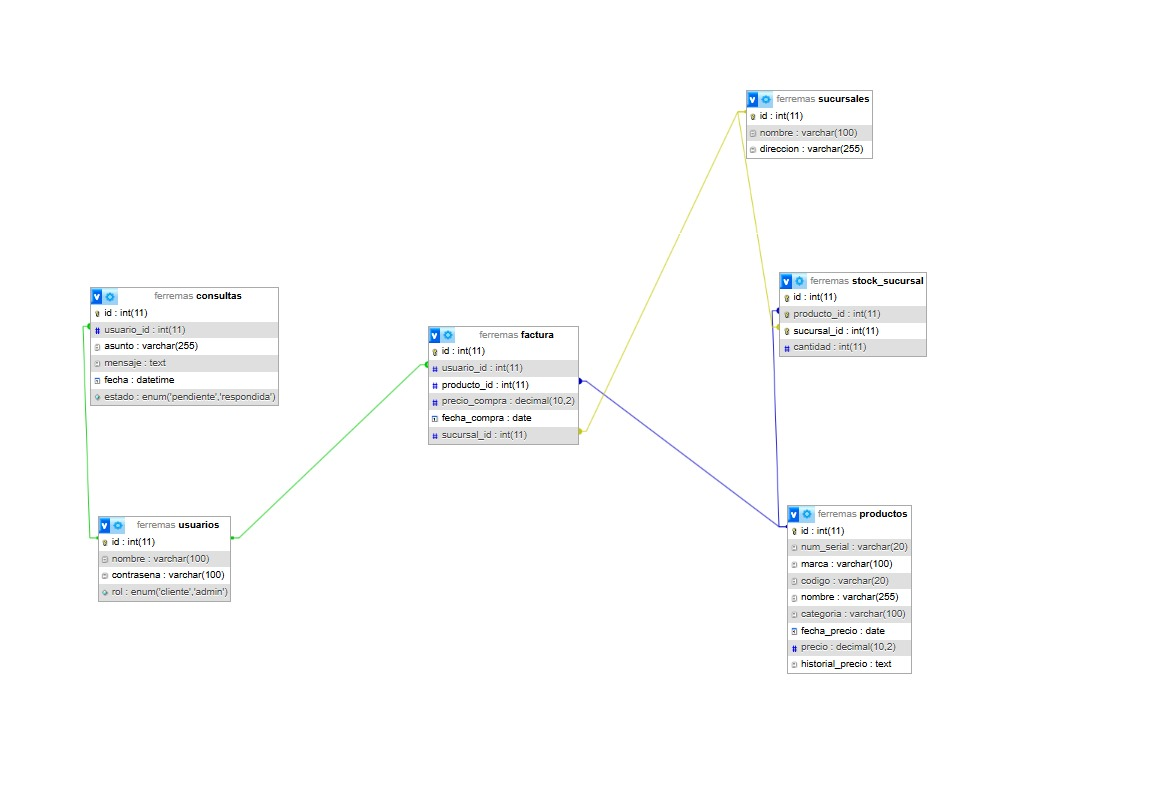 ferremas sucursales
id : int(11)
nombre : varchar(100)
direccion : varchar(255)
ferremas stock_sucursal
id : int(11)
producto_id : int(11)
sucursal_id : int(11)
cantidad : int(11)
ferremas consultas
id : int(11)
usuario_id : int(11)
asunto : varchar(255)
mensaje : text
fecha : datetime
estado : enum('pendiente','respondida')
ferremas factura
id : int(11)
usuario_id : int(11)
producto_id : int(11)
precio_compra : decimal(10,2)
fecha_compra : date
sucursal_id : int(11)
ferremas usuarios
id : int(11)
nombre : varchar(100)
contrasena : varchar(100)
rol : enum('cliente','admin')
ferremas productos
id : int(11)
num_serial : varchar(20)
marca : varchar(100)
codigo : varchar(20)
nombre : varchar(255)
categoria : varchar(100)
fecha_precio : date
precio : decimal(10,2)
historial_precio : text